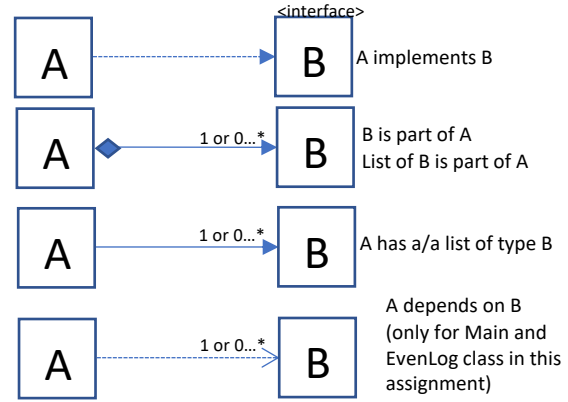 <interface>
A
B
A implements B
A
1 or 0...*
B
B is part of A
List of B is part of A
A
1 or 0...*
B
A has a/a list of type B
A
1 or 0...*
B
A depends on B
(only for Main and
EvenLog class in this
assignment)